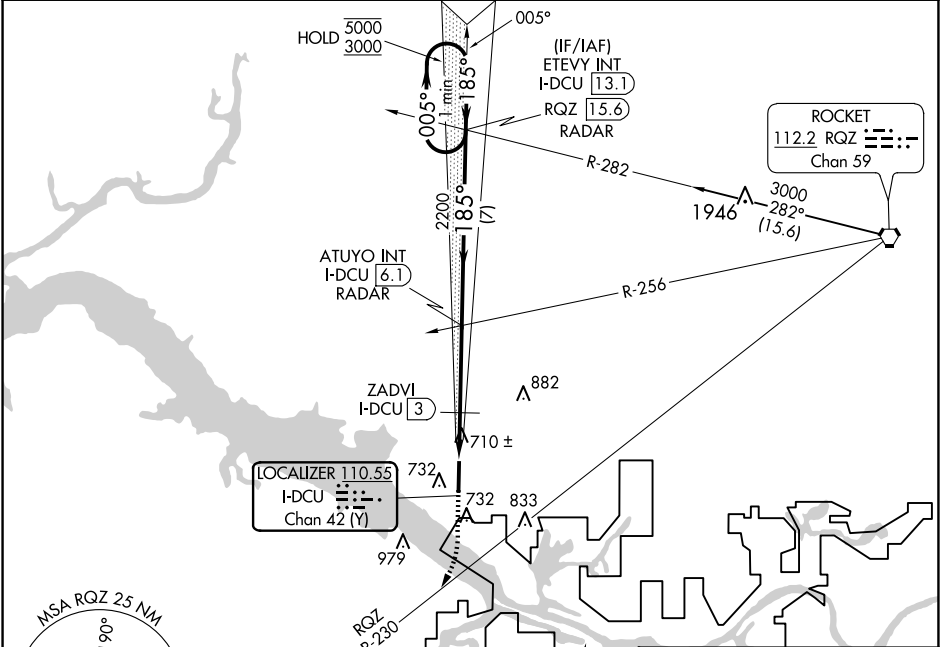 HOLD 5000
3000
005°
005°
1 min
185°
(IF/IAF)
ETEVY INT
I-DCU 13.1
RQZ 15.6
RADAR
ROCKET
112.2 RQZ
Chan 59
R-282
1946
3000
282°
(15.6)
2200
185°
(7)
ATUYO INT
I-DCU 6.1
RADAR
R-256
ZADVI
I-DCU 3
882
710 ±
LOCALIZER 110.55
I-DCU
Chan 42 (Y)
732
732
833
979
RQZ
R-230
MSA RQZ 25 NM